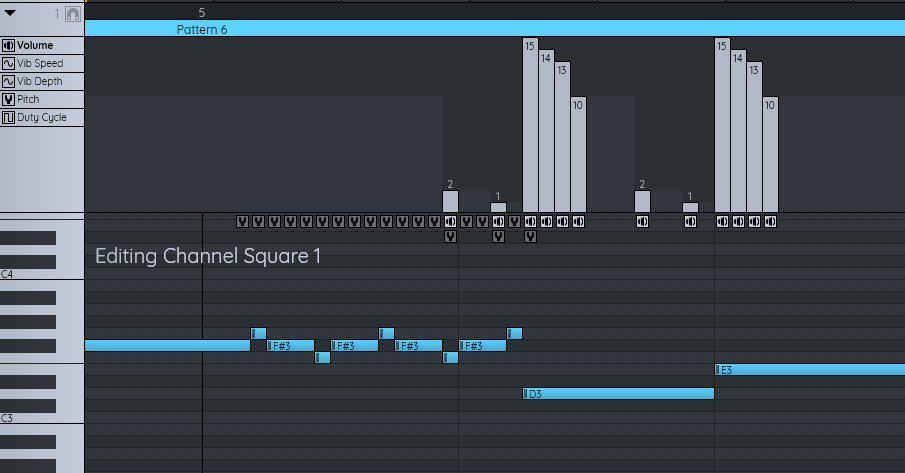 1
5
Pattern 6
Volume
Vib Speed
Vib Depth
Pitch
Duty Cycle
15 14 13 10 15 14 13 10
2 1 2 1
Editing Channel Square 1
C4
F#3 F#3 F#3 F#3
E3
D3
C3